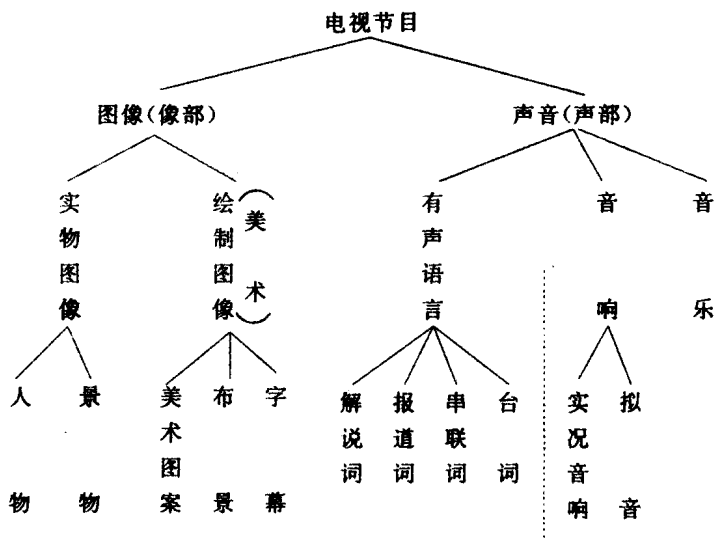 电视节目
图像(像部)
声音(声部)
实物图像
绘制图像(美术)
有声语言
音响
音乐
人物
景物
美术图案
布景
字幕
解说词
报道词
串联词
台词
实况音响
拟音